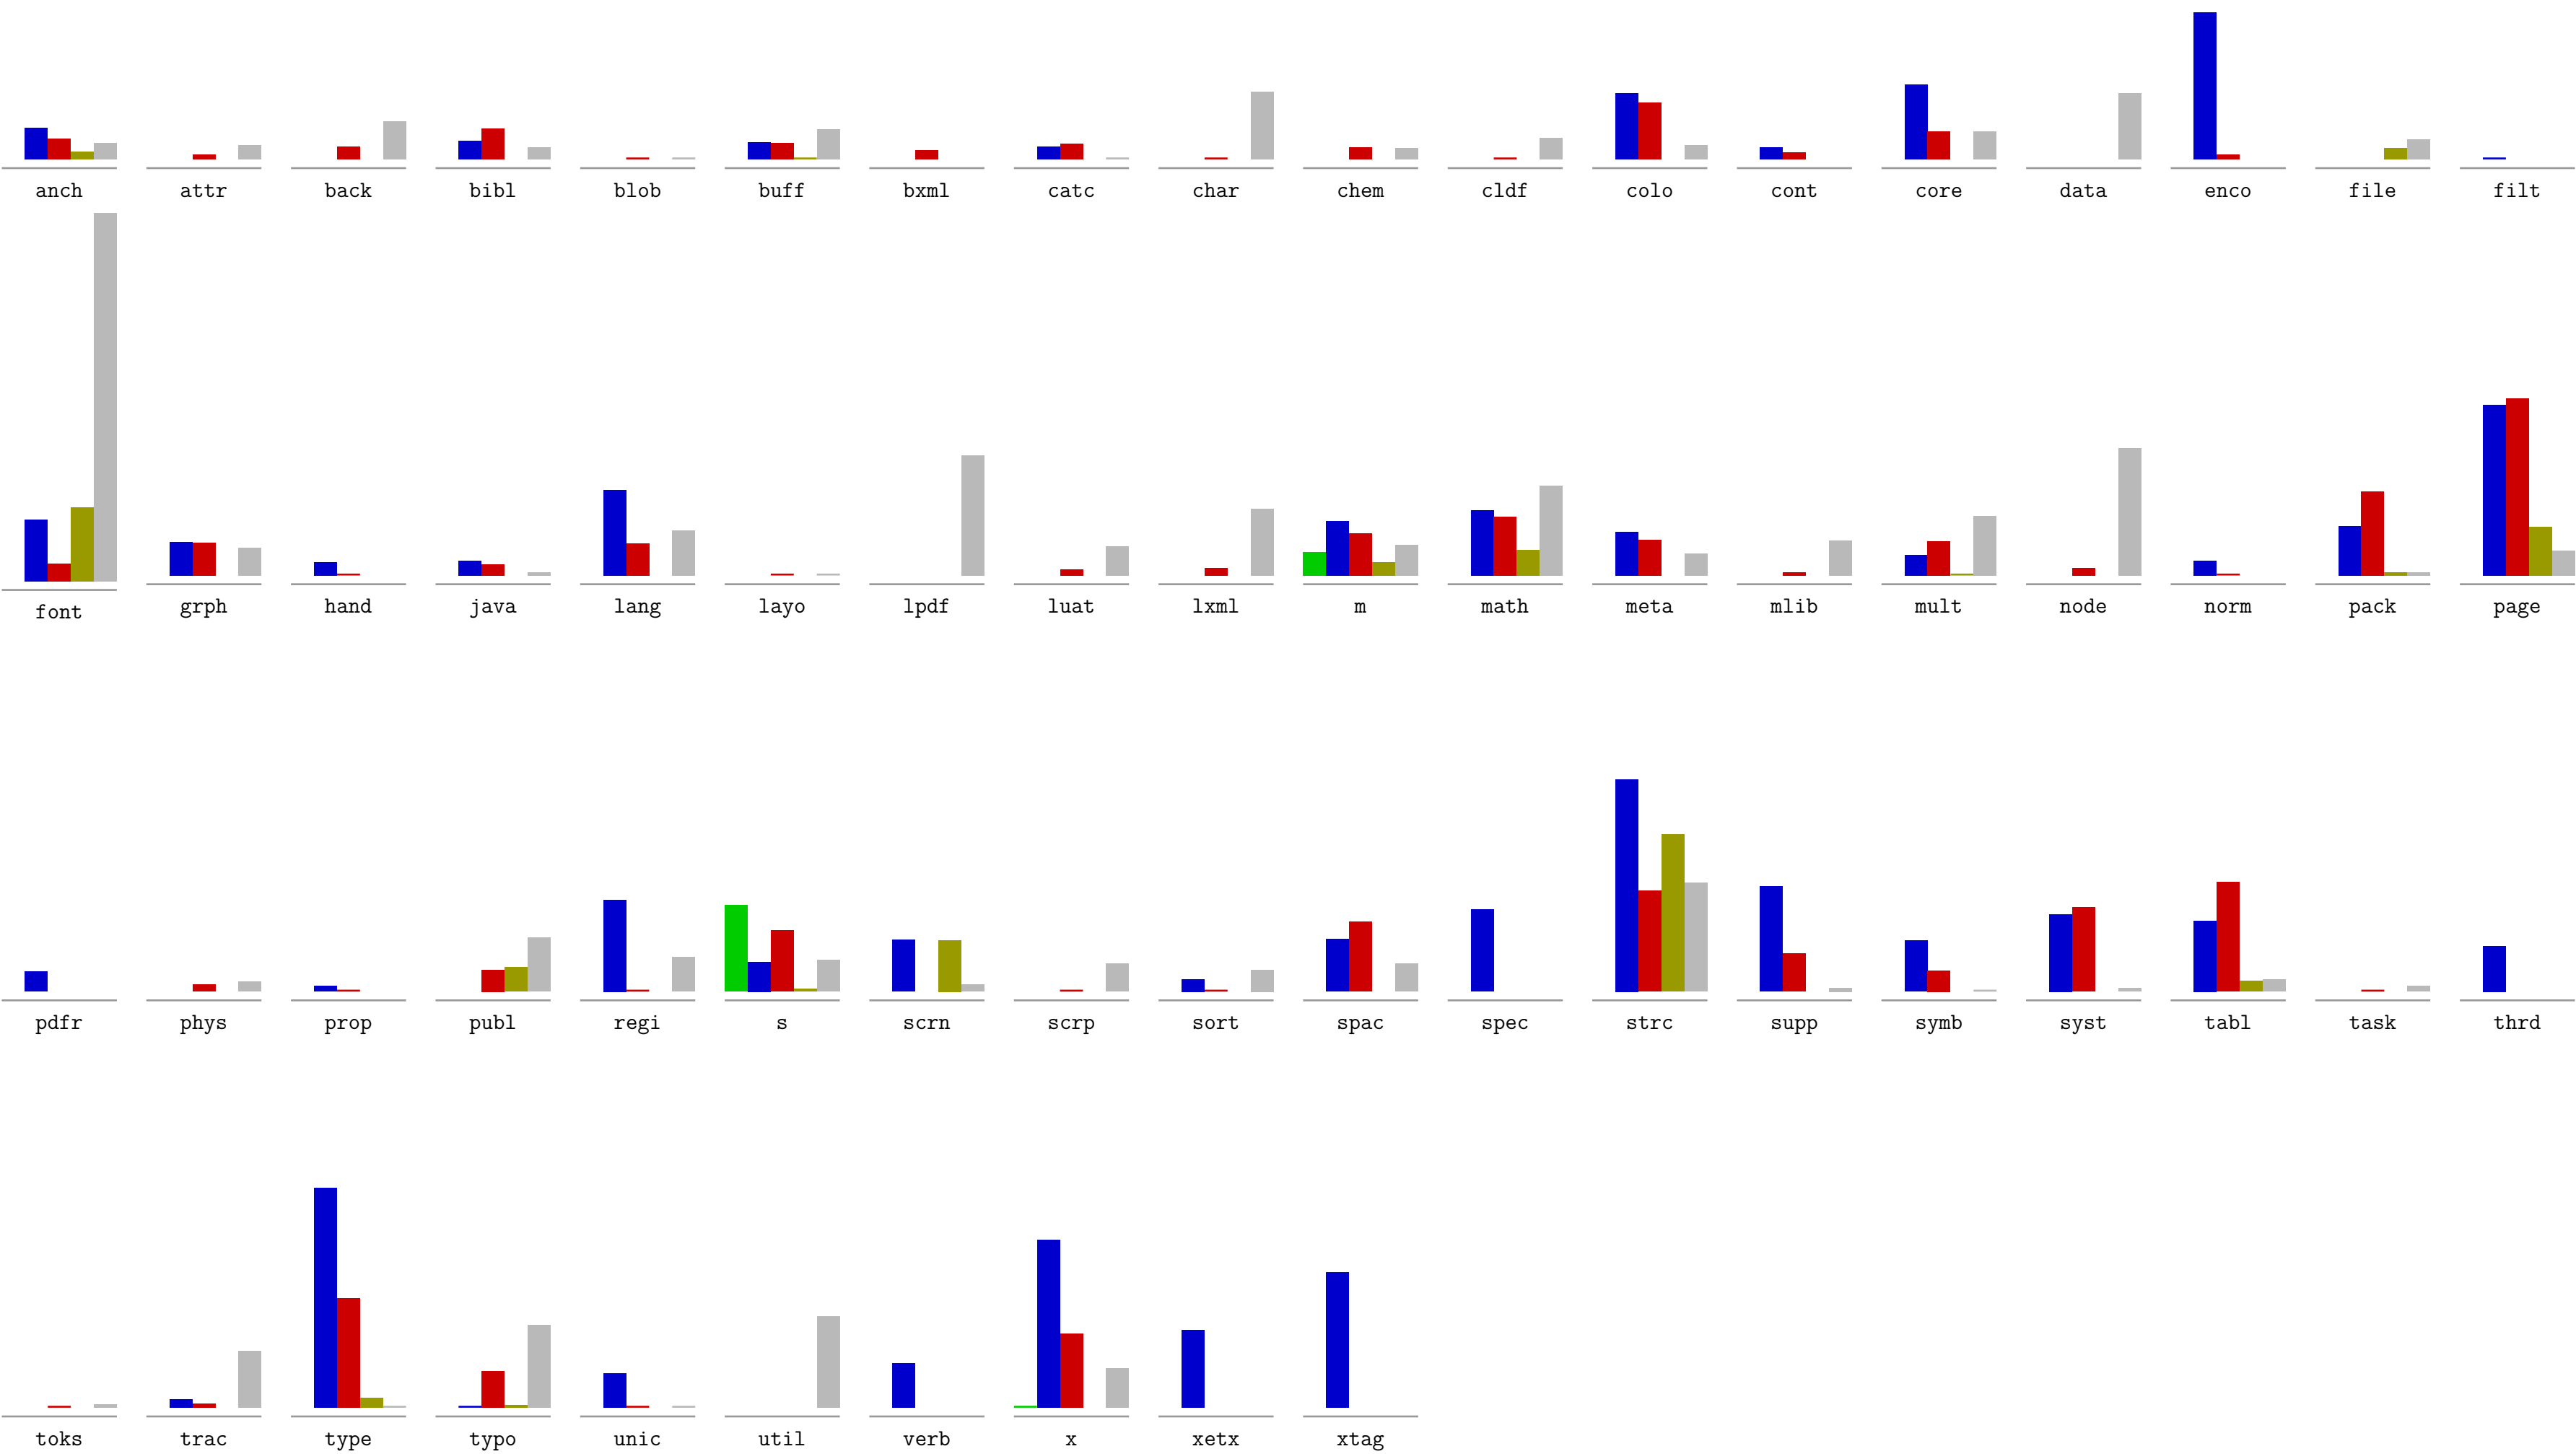 anch attr back bibl blob buff bxml catc char chem cldf colo cont core data enco file filt
font grph hand java lang layo lpdf luat lxml m math meta mlib mult node norm pack page
pdfr phys prop publ regi s scrn scrp sort spac spec strc supp symb syst tabl task thrd
toks trac type typo unic util verb x xetx xtag